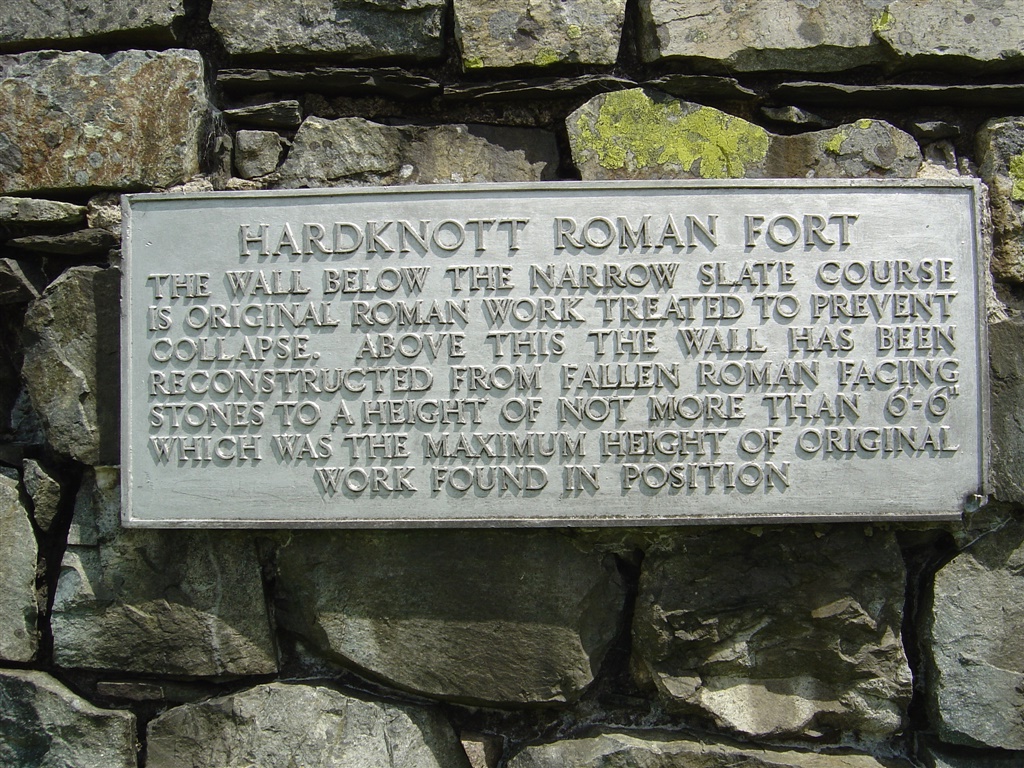 HARDKNOTT ROMAN FORT
THE WALL BELOW THE NARROW SLATE COURSE
IS ORIGINAL ROMAN WORK TREATED TO PREVENT
COLLAPSE. ABOVE THIS THE WALL HAS BEEN
RECONSTRUCTED FROM FALLEN ROMAN FACING
STONES TO A HEIGHT OF NOT MORE THAN 6'-6"
WHICH WAS THE MAXIMUM HEIGHT OF ORIGINAL
WORK FOUND IN POSITION